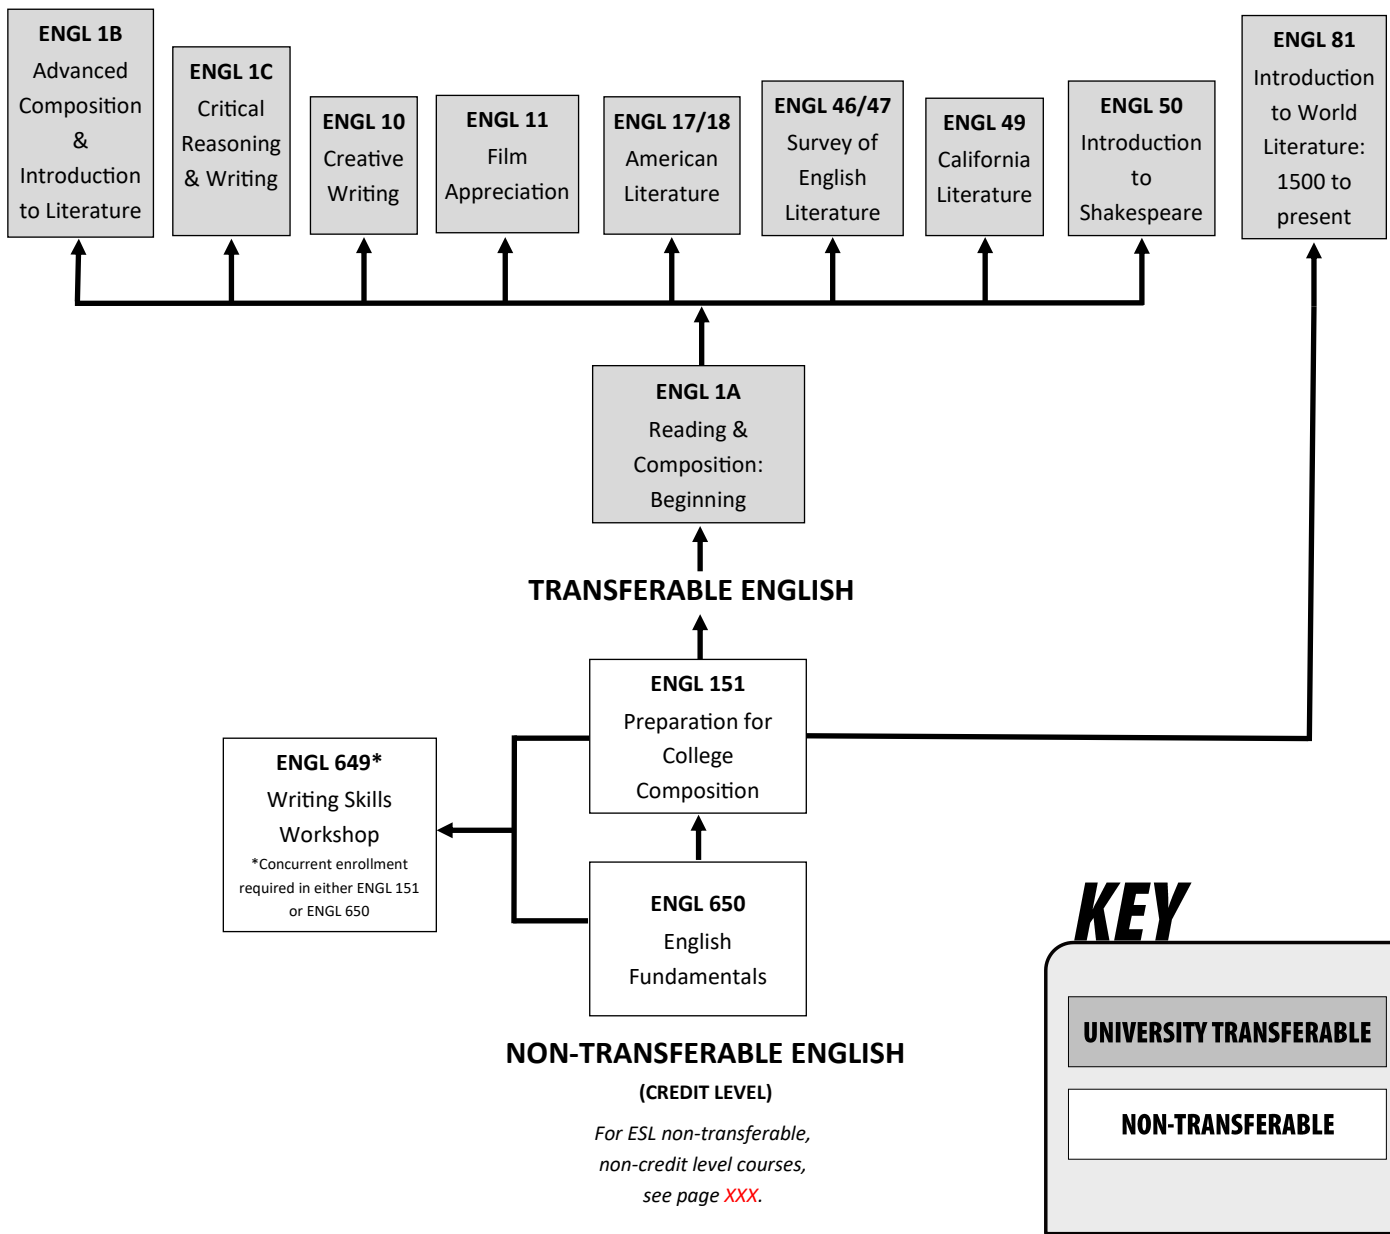 ENGL 1B
Advanced
Composition
&
Introduction
to Literature
ENGL 1C
Critical
Reasoning
& Writing
ENGL 10
Creative
Writing
ENGL 11
Film
Appreciation
ENGL 17/18
American
Literature
ENGL 46/47
Survey of
English
Literature
ENGL 49
California
Literature
ENGL 50
Introduction
to
Shakespeare
ENGL 81
Introduction
to World
Literature:
1500 to
present
ENGL 1A
Reading &
Composition:
Beginning
TRANSFERABLE ENGLISH
ENGL 151
Preparation for
College
Composition
ENGL 649*
Writing Skills
Workshop
*Concurrent enrollment
required in either ENGL 151
or ENGL 650
ENGL 650
English
Fundamentals
NON-TRANSFERABLE ENGLISH
(CREDIT LEVEL)
For ESL non-transferable,
non-credit level courses,
see page XXX.
KEY
UNIVERSITY TRANSFERABLE
NON-TRANSFERABLE